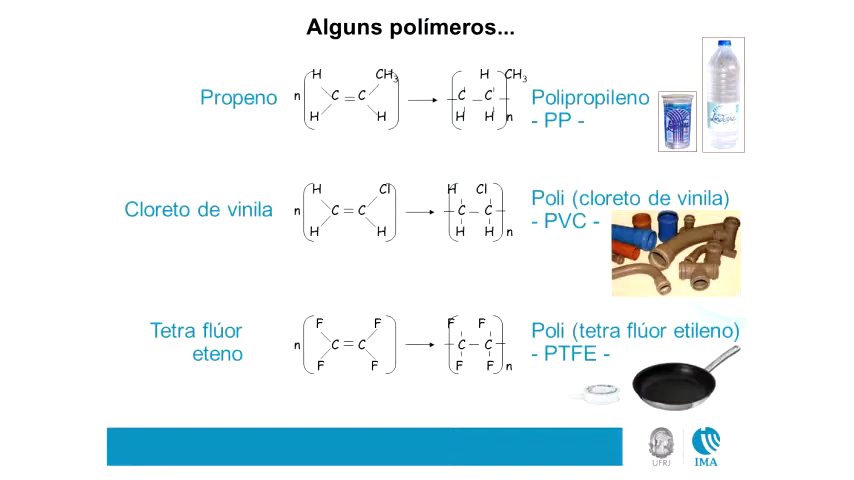 Alguns polímeros...
H CH3 H CH3
Propeno n C = C C – C Polipropileno
H H H H n - PP -
H Cl H Cl
Poli (cloreto de vinila)
Cloreto de vinila n C = C C – C - PVC -
H H H H n
F F F F
Tetra flúor Poli (tetra flúor etileno)
eteno n C = C C – C - PTFE -
F F F F n
UFRJ IMA